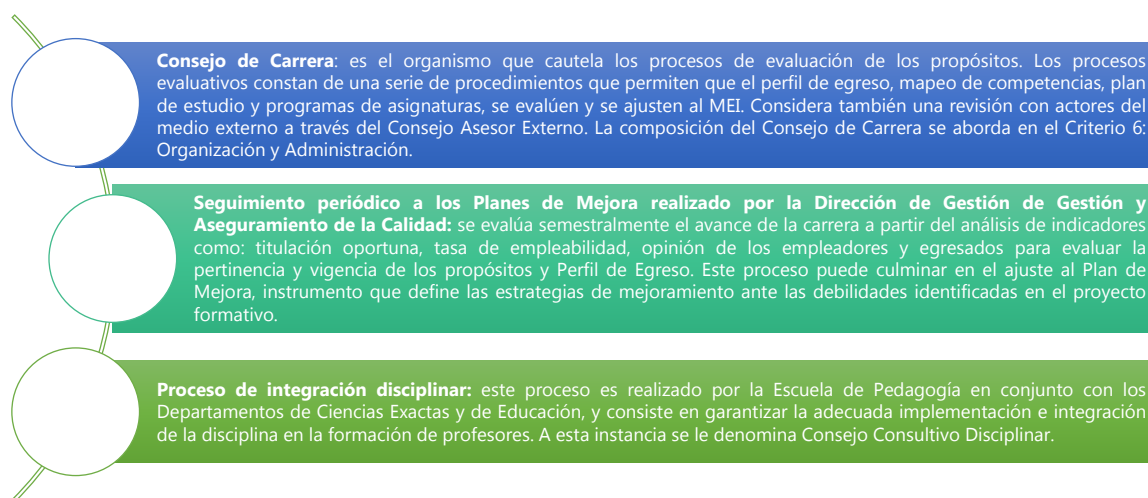 Consejo de Carrera: es el organismo que cautela los procesos de evaluación de los propósitos. Los procesos
evaluativos constan de una serie de procedimientos que permiten que el perfil de egreso, mapeo de competencias, plan
de estudio y programas de asignaturas, se evalúen y se ajusten al MEI. Considera también una revisión con actores del
medio externo a través del Consejo Asesor Externo. La composición del Consejo de Carrera se aborda en el Criterio 6:
Organización y Administración.
Seguimiento periódico a los Planes de Mejora realizado por la Dirección de Gestión de Gestión y
Aseguramiento de la Calidad: se evalúa semestralmente el avance de la carrera a partir del análisis de indicadores
como: titulación oportuna, tasa de empleabilidad, opinión de los empleadores y egresados para evaluar la
pertinencia y vigencia de los propósitos y Perfil de Egreso. Este proceso puede culminar en el ajuste al Plan de
Mejora, instrumento que define las estrategias de mejoramiento ante las debilidades identificadas en el proyecto
formativo.
Proceso de integración disciplinar: este proceso es realizado por la Escuela de Pedagogía en conjunto con los
Departamentos de Ciencias Exactas y de Educación, y consiste en garantizar la adecuada implementación e integración
de la disciplina en la formación de profesores. A esta instancia se le denomina Consejo Consultivo Disciplinar.